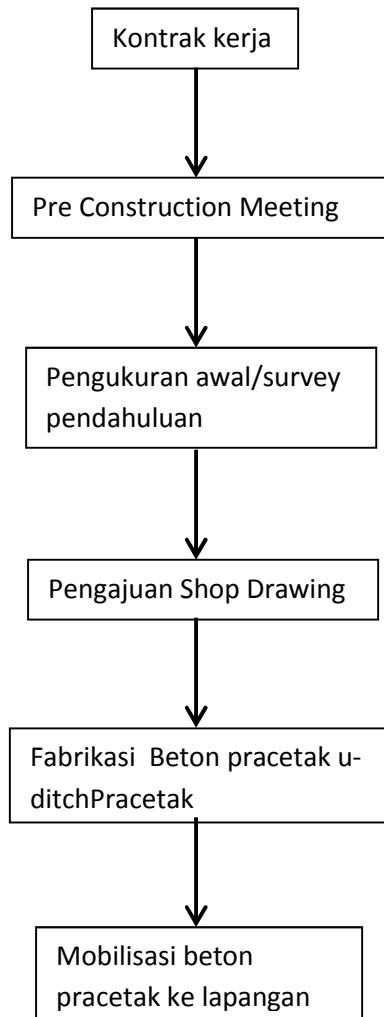 Kontrak kerja
Pre Construction Meeting
Pengukuran awal/survey
pendahuluan
Pengajuan Shop Drawing
Fabrikasi  Beton pracetak u-
ditchPracetak
Mobilisasi beton
pracetak ke lapangan